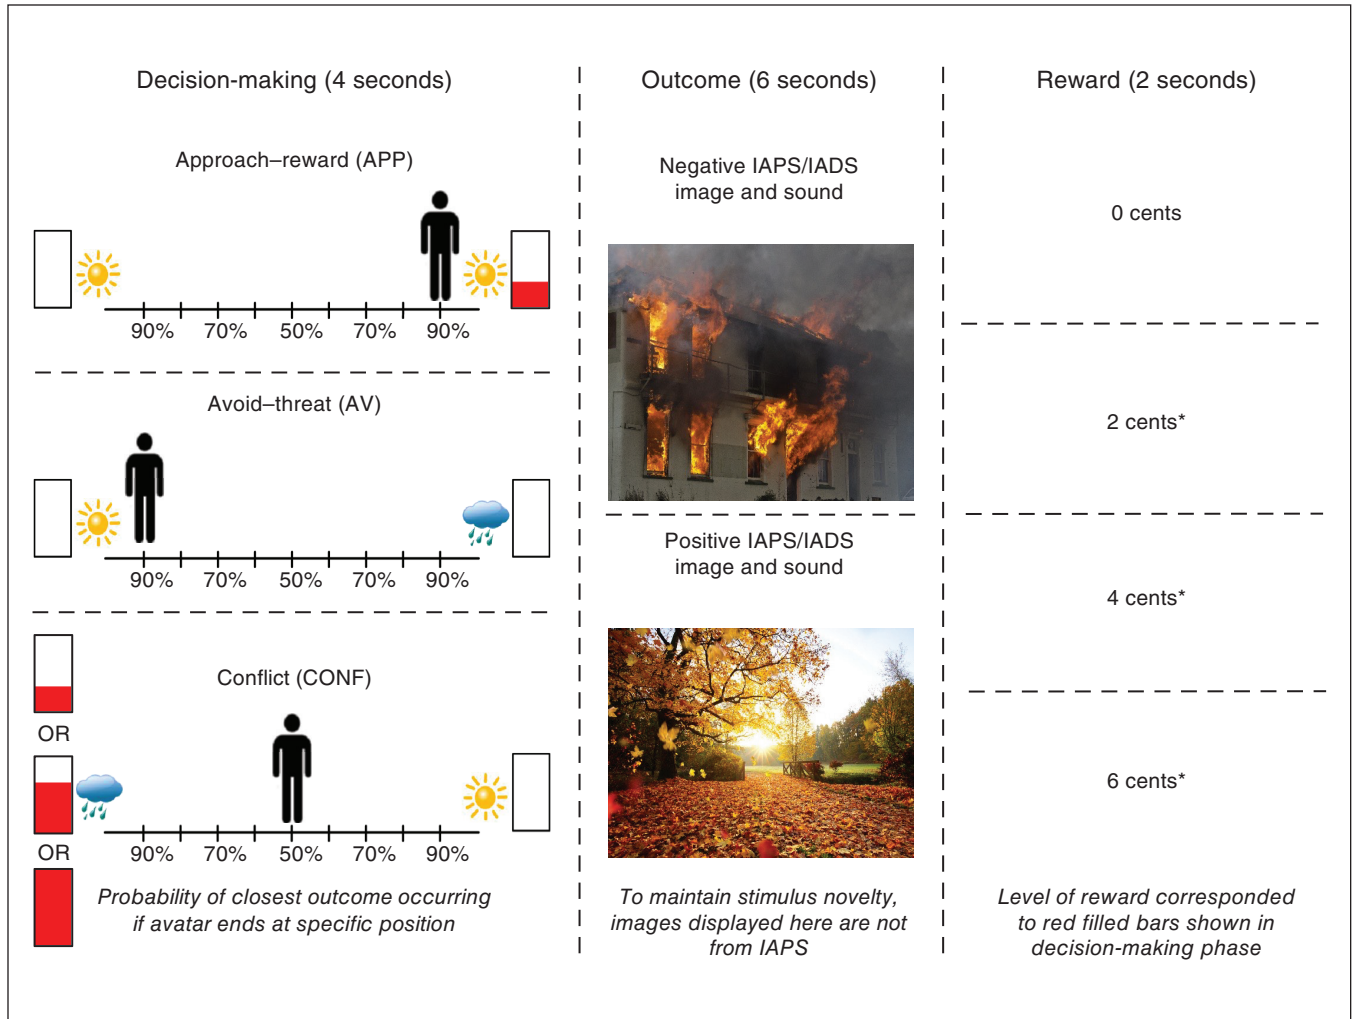 Decision-making (4 seconds)
Approach–reward (APP)
90% 70% 50% 70% 90%
Avoid–threat (AV)
90% 70% 50% 70% 90%
Conflict (CONF)
OR
OR
90% 70% 50% 70% 90%
Probability of closest outcome occurring
if avatar ends at specific position
Outcome (6 seconds)
Negative IAPS/IADS
image and sound
Positive IAPS/IADS
image and sound
To maintain stimulus novelty,
images displayed here are not
from IAPS
Reward (2 seconds)
0 cents
2 cents*
4 cents*
6 cents*
Level of reward corresponded
to red filled bars shown in
decision-making phase